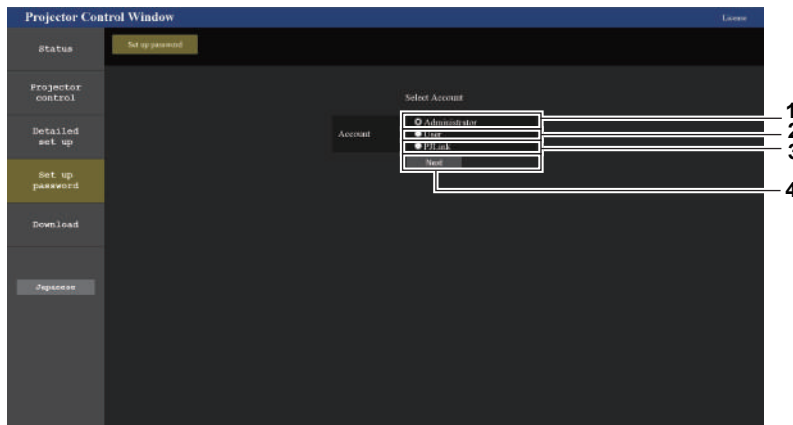 Projector Control Window
License
Status
Set up password
Projector
control
Select Account
1
Administrator
2
Account
User
PJLink
3
Detailed
set up
Next
Set up
password
4
Download
Japanese